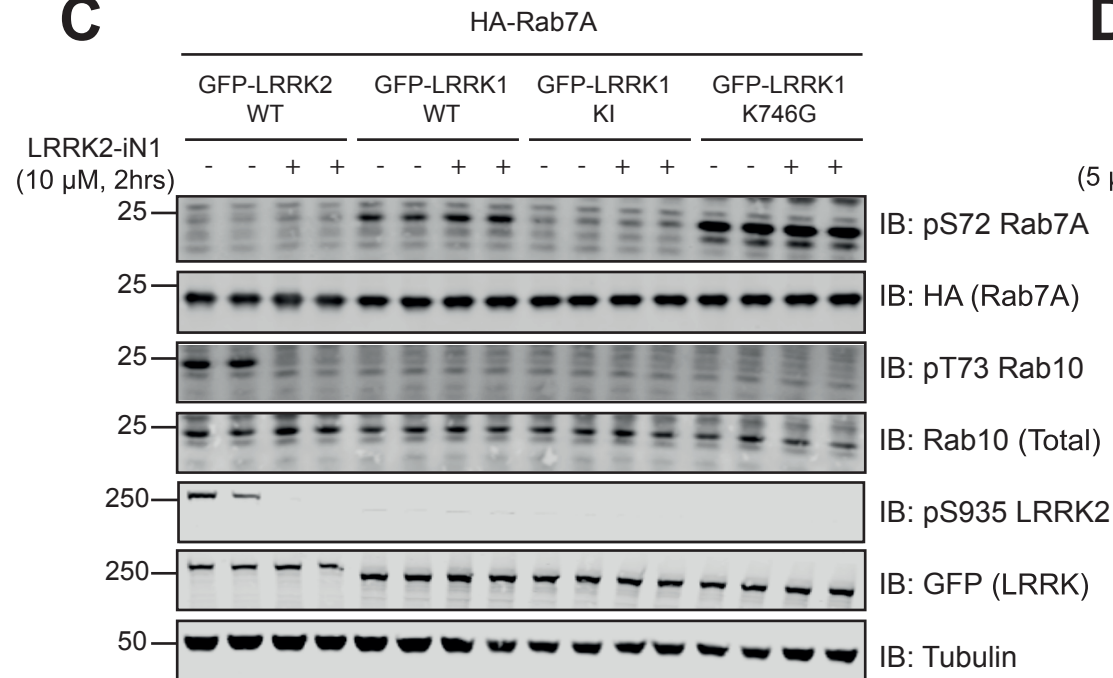 C
D
HA-Rab7A
GFP-LRRK2 GFP-LRRK1 GFP-LRRK1 GFP-LRRK1
WT WT KI K746G
LRRK2-iN1
(10 µM, 2hrs) - - + + - - + + - - + + - - + +
(5 µ
25 IB: pS72 Rab7A
25 IB: HA (Rab7A)
25 IB: pT73 Rab10
25 IB: Rab10 (Total)
250 IB: pS935 LRRK2
250 IB: GFP (LRRK)
50 IB: Tubulin